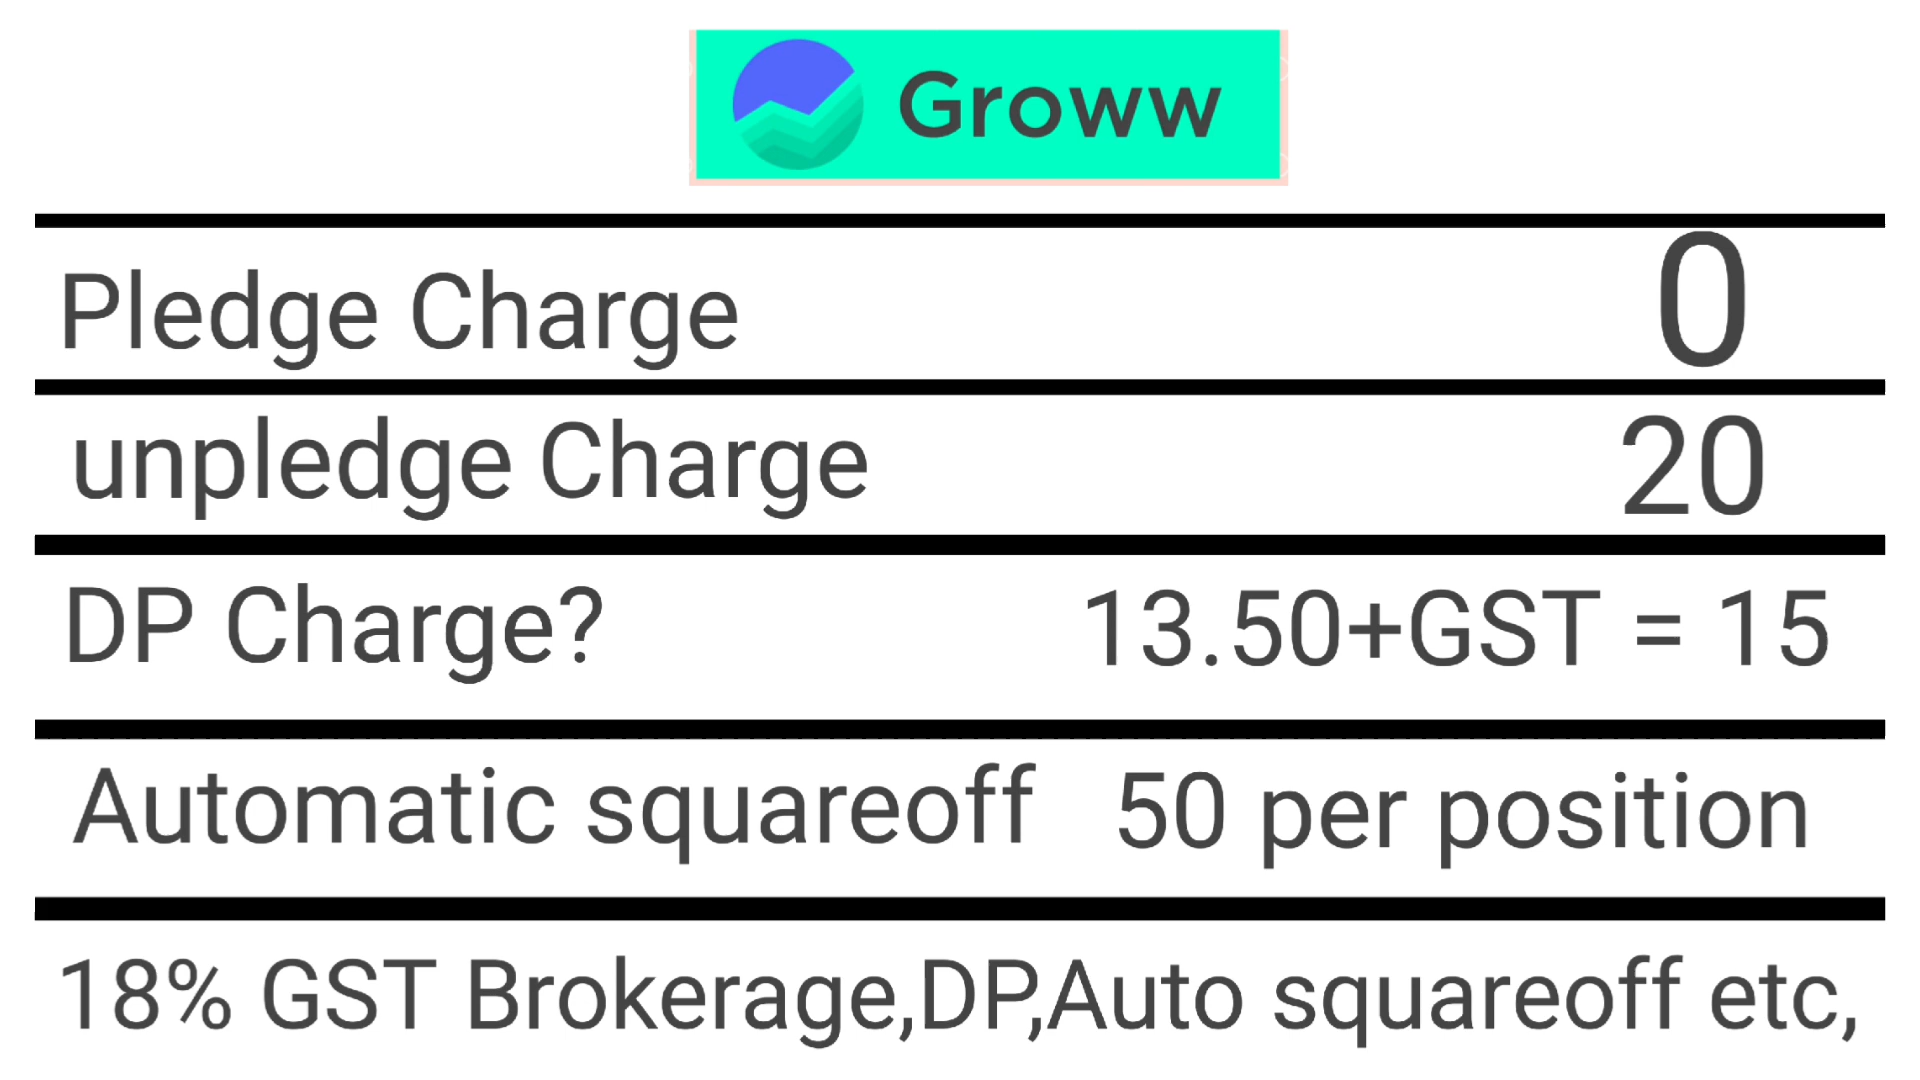 Groww
Pledge Charge 0
unpledge Charge 20
DP Charge? 13.50+GST = 15
Automatic squareoff 50 per position
18% GST Brokerage,DP,Auto squareoff etc,